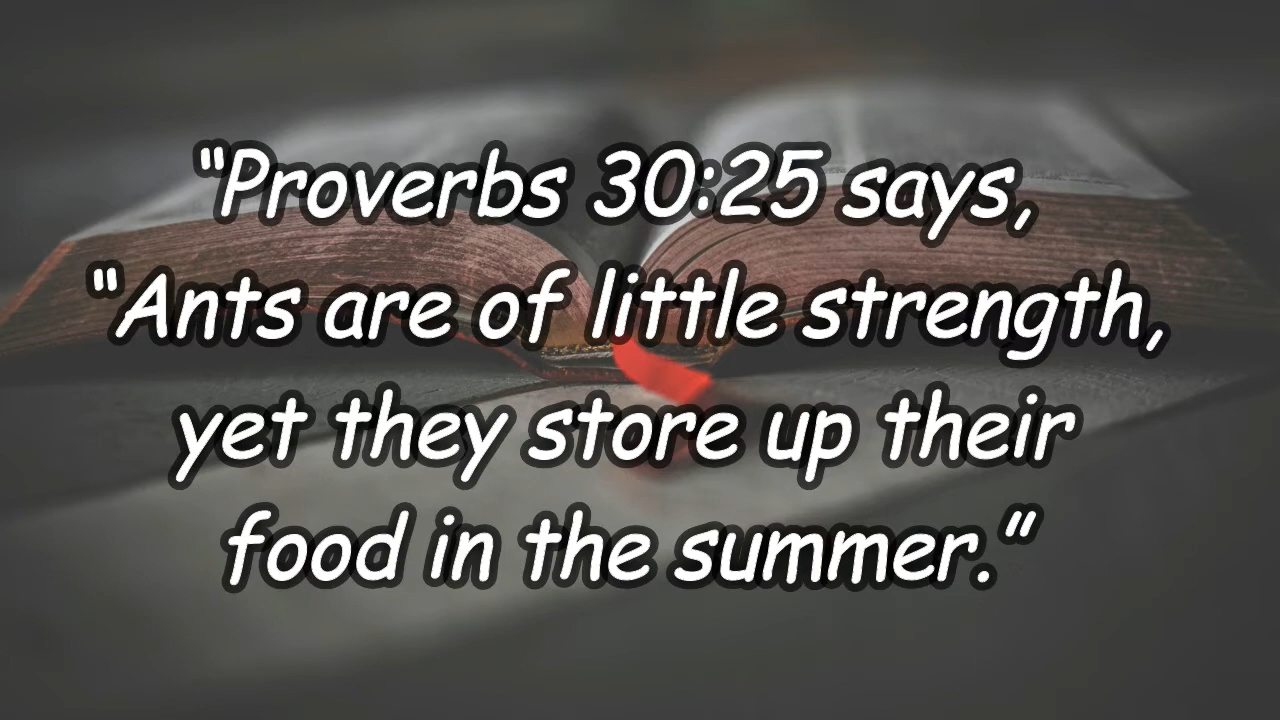 “Proverbs 30:25 says,
“Ants are of little strength,
yet they store up their
food in the summer.”